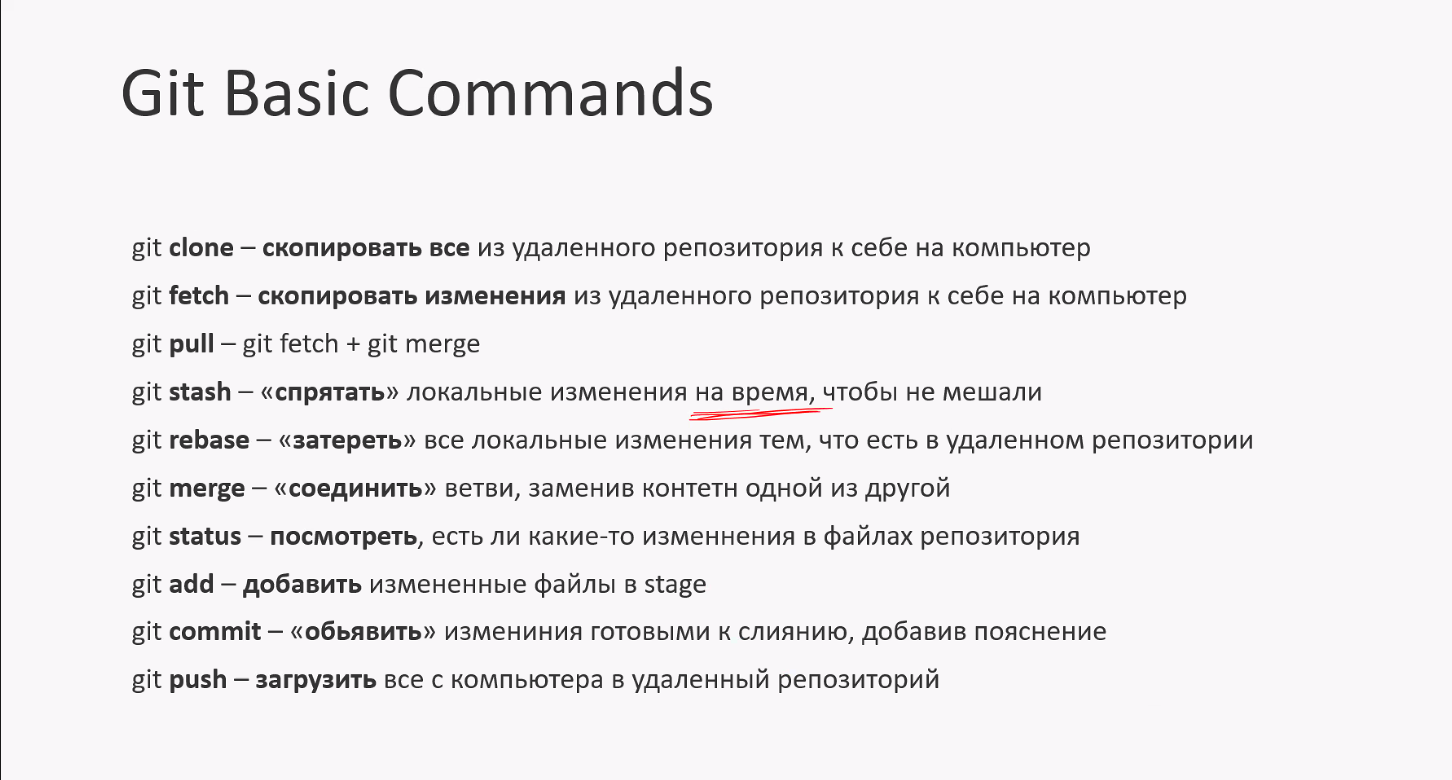 Git Basic Commands
git clone – скопировать все из удаленного репозитория к себе на компьютер
git fetch – скопировать изменения из удаленного репозитория к себе на компьютер
git pull – git fetch + git merge
git stash – «спрятать» локальные изменения на время, чтобы не мешали
git rebase – «затереть» все локальные изменения тем, что есть в удаленном репозитории
git merge – «соединить» ветви, заменив контетн одной из другой
git status – посмотреть, есть ли какие-то изменнения в файлах репозитория
git add – добавить измененные файлы в stage
git commit – «обьявить» измениния готовыми к слиянию, добавив пояснение
git push – загрузить все с компьютера в удаленный репозиторий